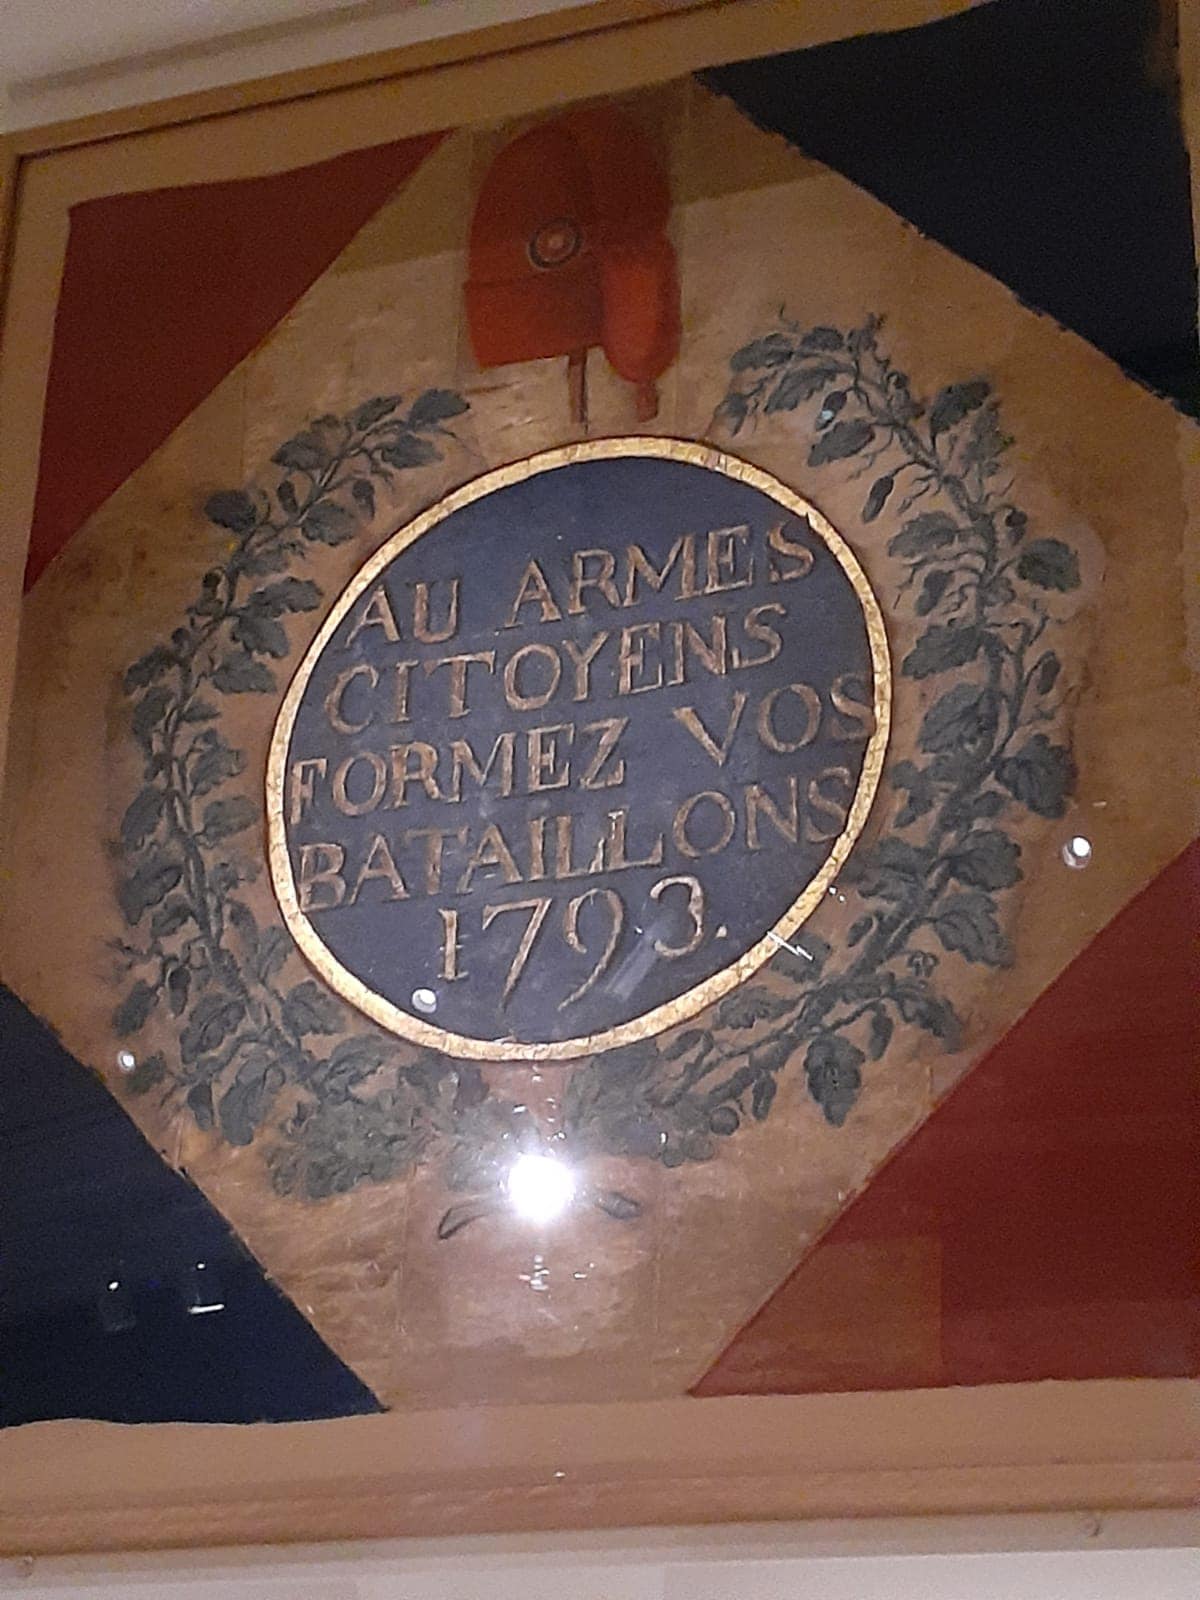 AU ARMES
CITOYENS
FORMEZ VOS
BATAILLONS
1793.